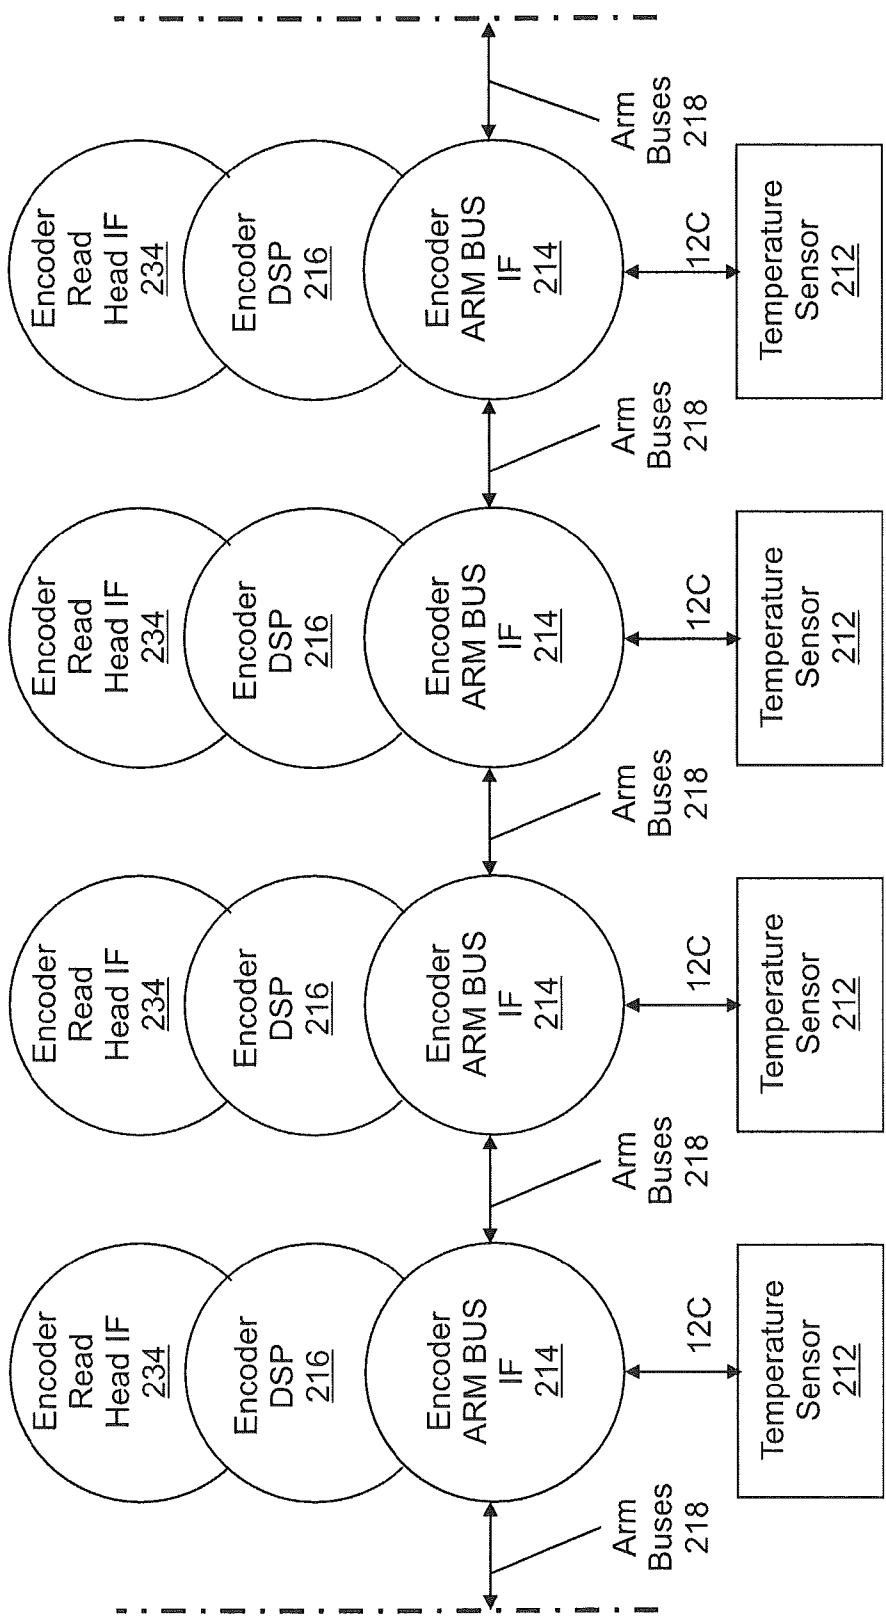 Encoder
Read
Head IF
234
Encoder
Read
Head IF
234
Encoder
Read
Head IF
234
Encoder
Read
Head IF
234
Encoder
DSP
216
Encoder
DSP
216
Encoder
DSP
216
Encoder
DSP
216
Encoder
ARM BUS
IF
214
Encoder
ARM BUS
IF
214
Encoder
ARM BUS
IF
214
Encoder
ARM BUS
IF
214
Arm
Buses
218
Arm
Buses
218
Arm
Buses
218
Arm
Buses
218
Arm
Buses
218
12C
12C
12C
12C
Temperature
Sensor
212
Temperature
Sensor
212
Temperature
Sensor
212
Temperature
Sensor
212